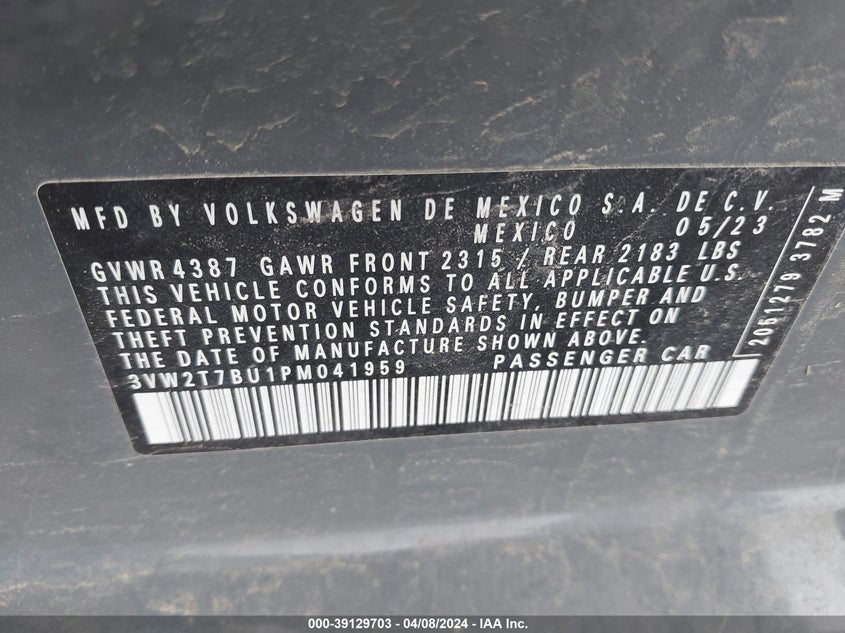 MFD BY VOLKSWAGEN DE MEXICO S.A. DE C.V.
MEXICO 05/23
GVWR 4387 GAWR FRONT 2315 / REAR 2183 LBS
THIS VEHICLE CONFORMS TO ALL APPLICABLE U.S.
FEDERAL MOTOR VEHICLE SAFETY, BUMPER AND
THEFT PREVENTION STANDARDS IN EFFECT ON
THE DATE OF MANUFACTURE SHOWN ABOVE.
3VW2T7BU1PM041959 PASSENGER CAR
2051279 3782 M
000-39129703 - 04/08/2024 - IAA Inc.